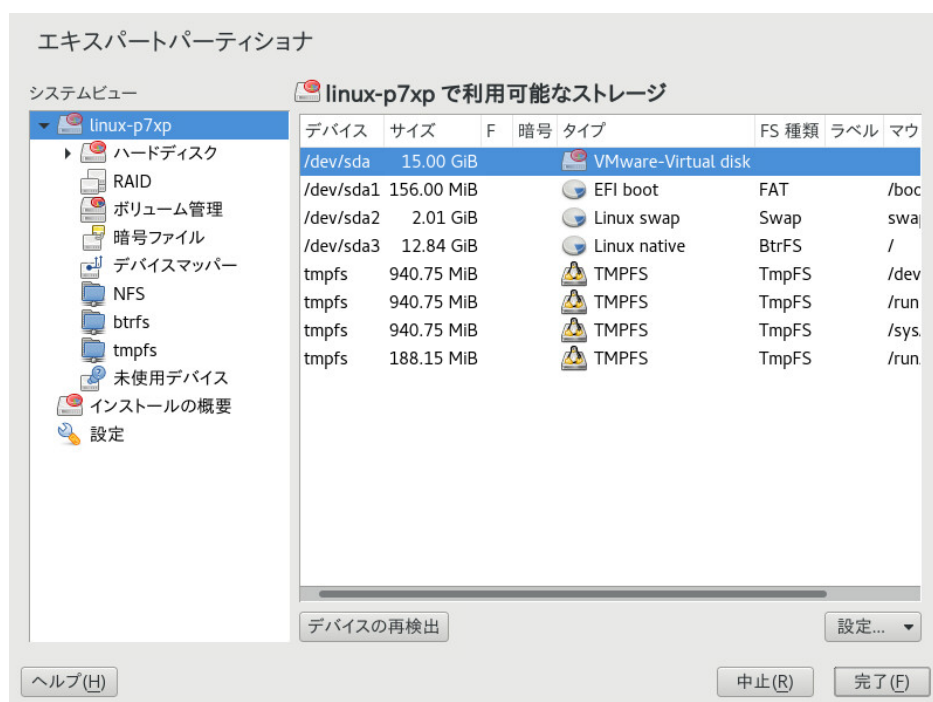 エキスパートパーティショナ
システムビュー
linux-p7xp
ハードディスク
RAID
ボリューム管理
暗号ファイル
デバイスマッパー
NFS
btrfs
tmpfs
未使用デバイス
インストールの概要
設定
linux-p7xp で利用可能なストレージ
デバイス サイズ F 暗号 タイプ FS 種類 ラベル マウ
/dev/sda 15.00 GiB VMware-Virtual disk
/dev/sda1 156.00 MiB EFI boot FAT /boo
/dev/sda2 2.01 GiB Linux swap Swap swap
/dev/sda3 12.84 GiB Linux native BtrFS /
tmpfs 940.75 MiB TMPFS TmpFS /dev
tmpfs 940.75 MiB TMPFS TmpFS /run
tmpfs 940.75 MiB TMPFS TmpFS /sys.
tmpfs 188.15 MiB TMPFS TmpFS /run.
デバイスの再検出 設定...
ヘルプ(H) 中止(R) 完了(F)